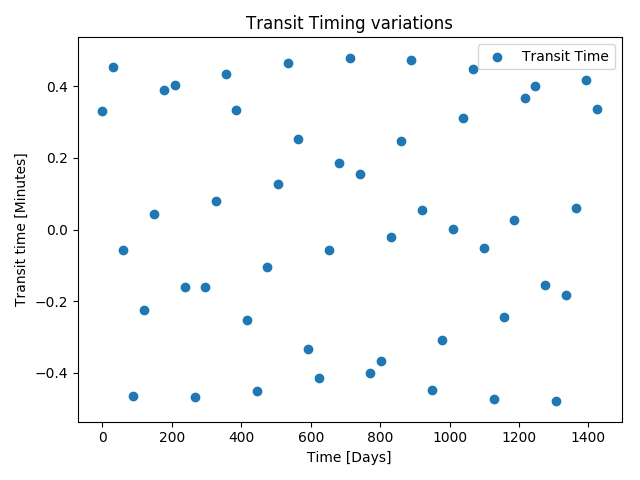 Transit Timing variations
Transit Time
Transit time [Minutes]
0.4
0.2
0.0
−0.2
−0.4
0 200 400 600 800 1000 1200 1400
Time [Days]